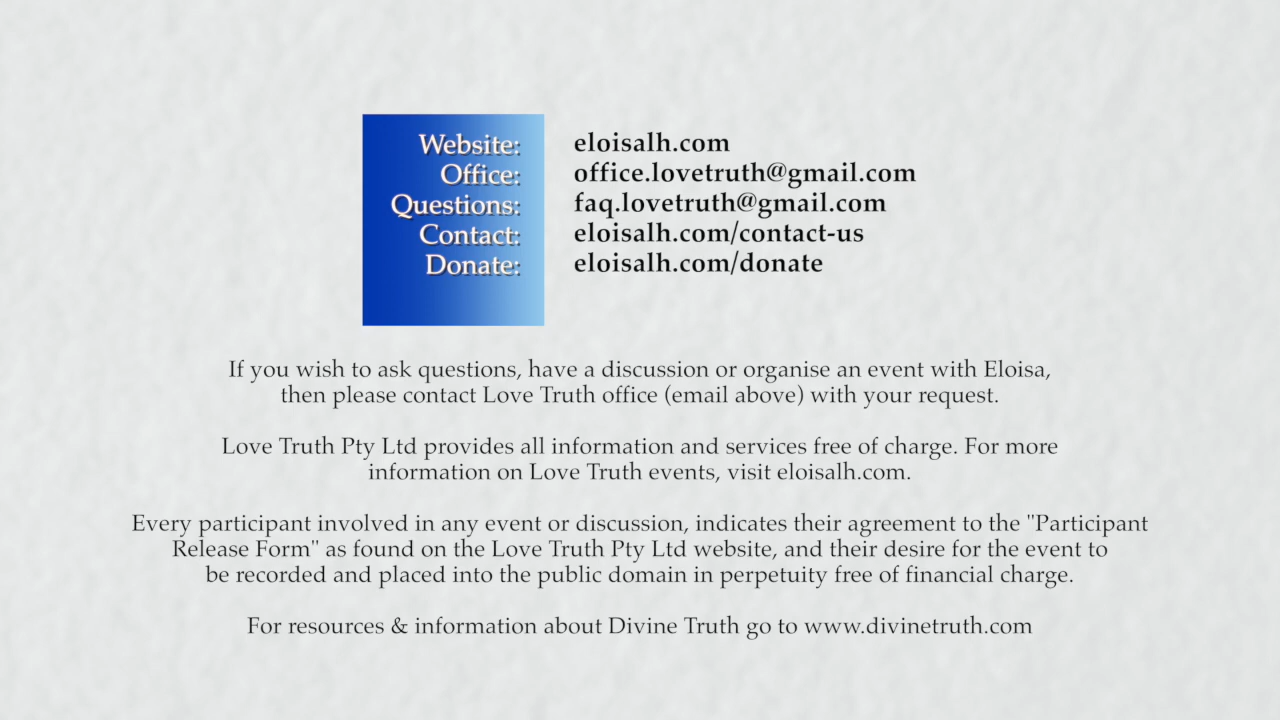 Website: eloisalh.com
Office: office.lovetruth@gmail.com
Questions: faq.lovetruth@gmail.com
Contact: eloisalh.com/contact-us
Donate: eloisalh.com/donate
If you wish to ask questions, have a discussion or organise an event with Eloisa,
then please contact Love Truth office (email above) with your request.
Love Truth Pty Ltd provides all information and services free of charge. For more
information on Love Truth events, visit eloisalh.com.
Every participant involved in any event or discussion, indicates their agreement to the "Participant
Release Form" as found on the Love Truth Pty Ltd website, and their desire for the event to
be recorded and placed into the public domain in perpetuity free of financial charge.
For resources & information about Divine Truth go to www.divinetruth.com